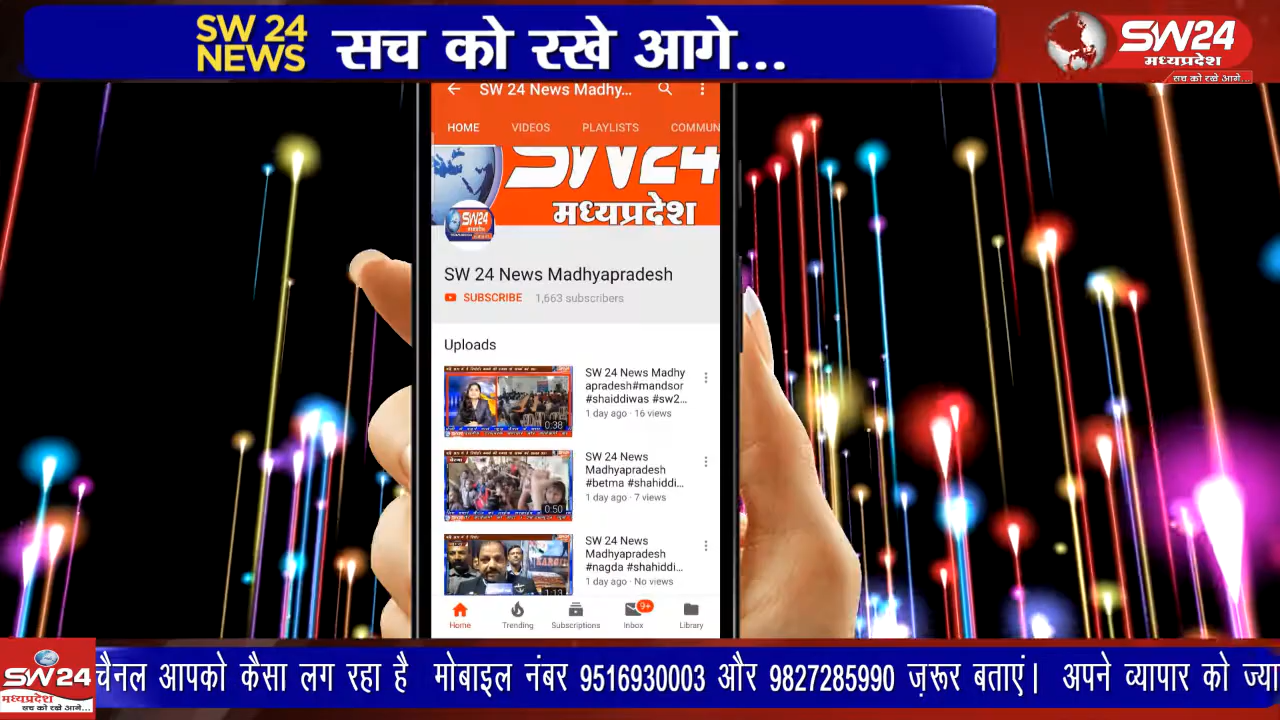 SW 24
NEWS
सच को रखे आगे...
SW24
मध्यप्रदेश
सच को रखे आगे...
SW 24 News Madhy...
HOME VIDEOS PLAYLISTS COMMUN
SW24
मध्यप्रदेश
SW24
SW 24 News Madhyapradesh
SUBSCRIBE 1,663 subscribers
Uploads
SW 24 News Madhy
apradesh#mandsor
#shaiddiwas #sw2...
1 day ago · 16 views
0:38
SW 24 News
Madhyapradesh
#betma #shahiddi...
1 day ago · 7 views
0:50
SW 24 News
Madhyapradesh
#nagda #shahiddi...
1 day ago · No views
1:13
9+
Home Trending Subscriptions Inbox Library
SW24
मध्यप्रदेश
सच को रखे आगे...
चैनल आपको कैसा लग रहा है मोबाइल नंबर 9516930003 और 9827285990 ज़रूर बताएं। अपने व्यापार को ज्या